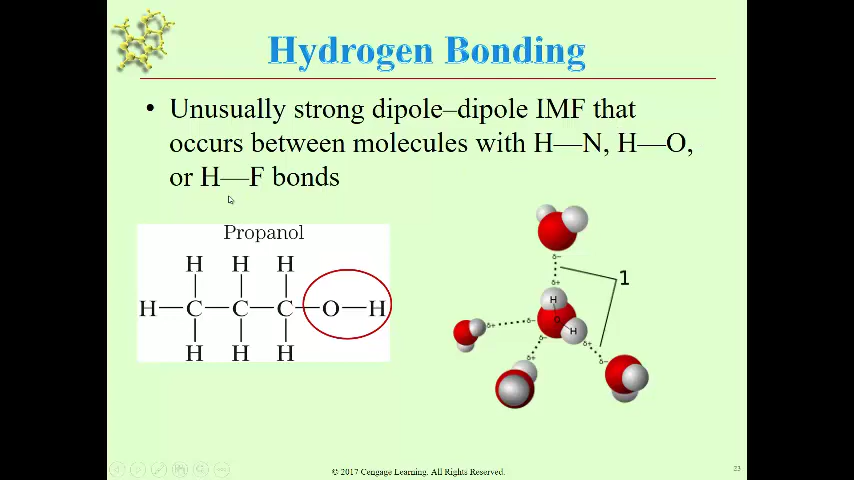 Hydrogen Bonding
• Unusually strong dipole–dipole IMF that
occurs between molecules with H—N, H—O,
or H—F bonds
Propanol
H H H
H—C—C—C—O—H
H H H
1
δ−
δ+
H
O
H
δ+
δ−
δ−
δ+
δ−
δ+
© 2017 Cengage Learning. All Rights Reserved.
23